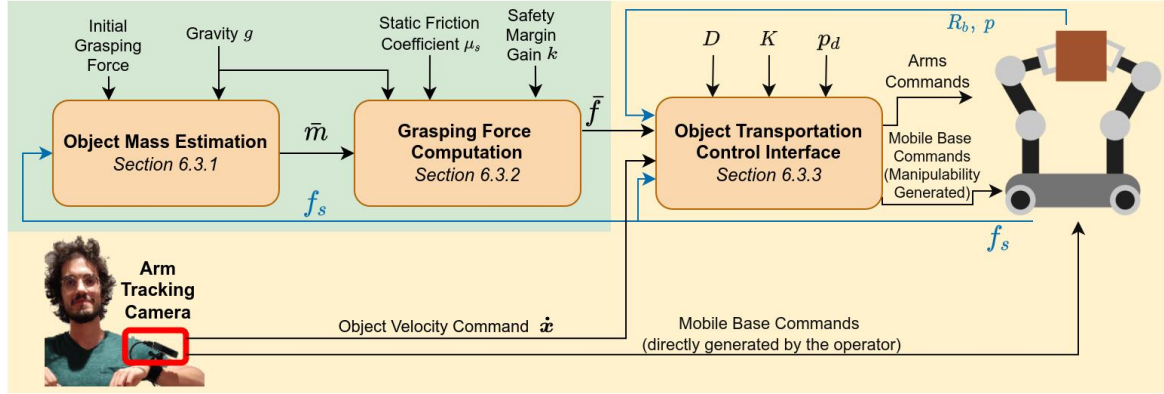 Initial
Grasping
Force
Gravity g
Static Friction
Coefficient μ_s
Safety
Margin
Gain k
R_b, p
D
K
p_d
Arms
Commands
Object Mass Estimation
Section 6.3.1
m̄
Grasping Force
Computation
Section 6.3.2
f̄
Object Transportation
Control Interface
Section 6.3.3
Mobile Base
Commands
(Manipulability
Generated)
f_s
f_s
Arm
Tracking
Camera
Object Velocity Command ẋ
Mobile Base Commands
(directly generated by the operator)